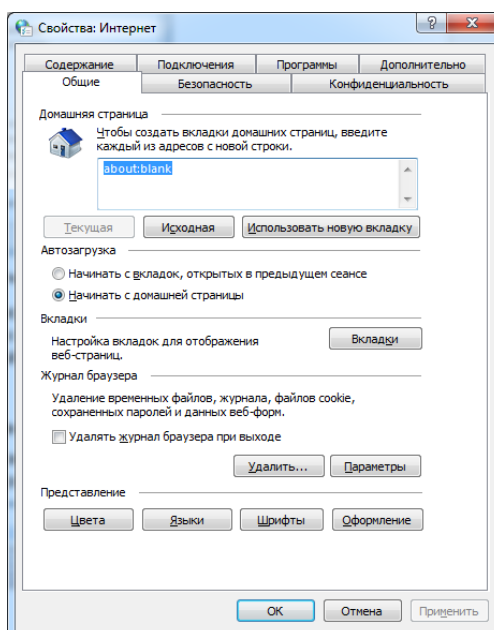 Свойства: Интернет
Содержание Подключения Программы Дополнительно
Общие Безопасность Конфиденциальность
Домашняя страница
Чтобы создать вкладки домашних страниц, введите
каждый из адресов с новой строки.
about:blank
Текущая Исходная Использовать новую вкладку
Автозагрузка
Начинать с вкладок, открытых в предыдущем сеансе
Начинать с домашней страницы
Вкладки
Настройка вкладок для отображения
веб-страниц.
Вкладки
Журнал браузера
Удаление временных файлов, журнала, файлов cookie,
сохраненных паролей и данных веб-форм.
Удалять журнал браузера при выходе
Удалить... Параметры
Представление
Цвета Языки Шрифты Оформление
ОК Отмена Применить